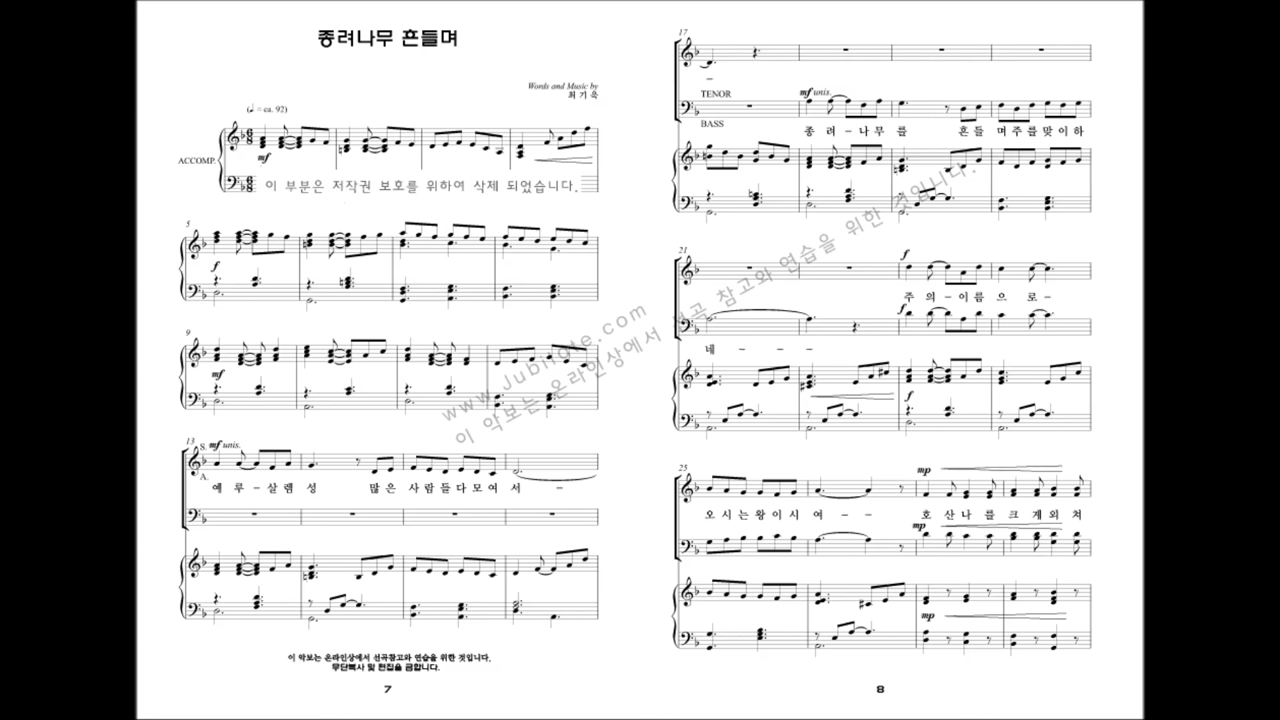 종려나무 흔들며
Words and Music by
최 기 욱
(♩. = ca. 92)
ACCOMP.
mf
이 부분은 저작권 보호를 위하여 삭제 되었습니다.
5
f
9
mf
13
S.
A.
mf unis.
예 루 - 살 렘 성 많 은 사 람 들 다 모 여 서 -
이 악보는 온라인상에서 선곡참고와 연습을 위한 것입니다.
무단복사 및 편집을 금합니다.
7
17
-
TENOR
BASS
mf unis.
종 려 - 나 무 를 흔 들 며 주 를 맞 이 하
21
f
주 의 - 이 름 으 로 -
f
네 - - -
f
25
mp
오 시 는 왕 이 시 여 - - 호 산 나 를 크 게 외 쳐
mp
mp
8
www.Jubilate.com
이 악보는 온라인상에서 선곡 참고와 연습을 위한 것입니다.